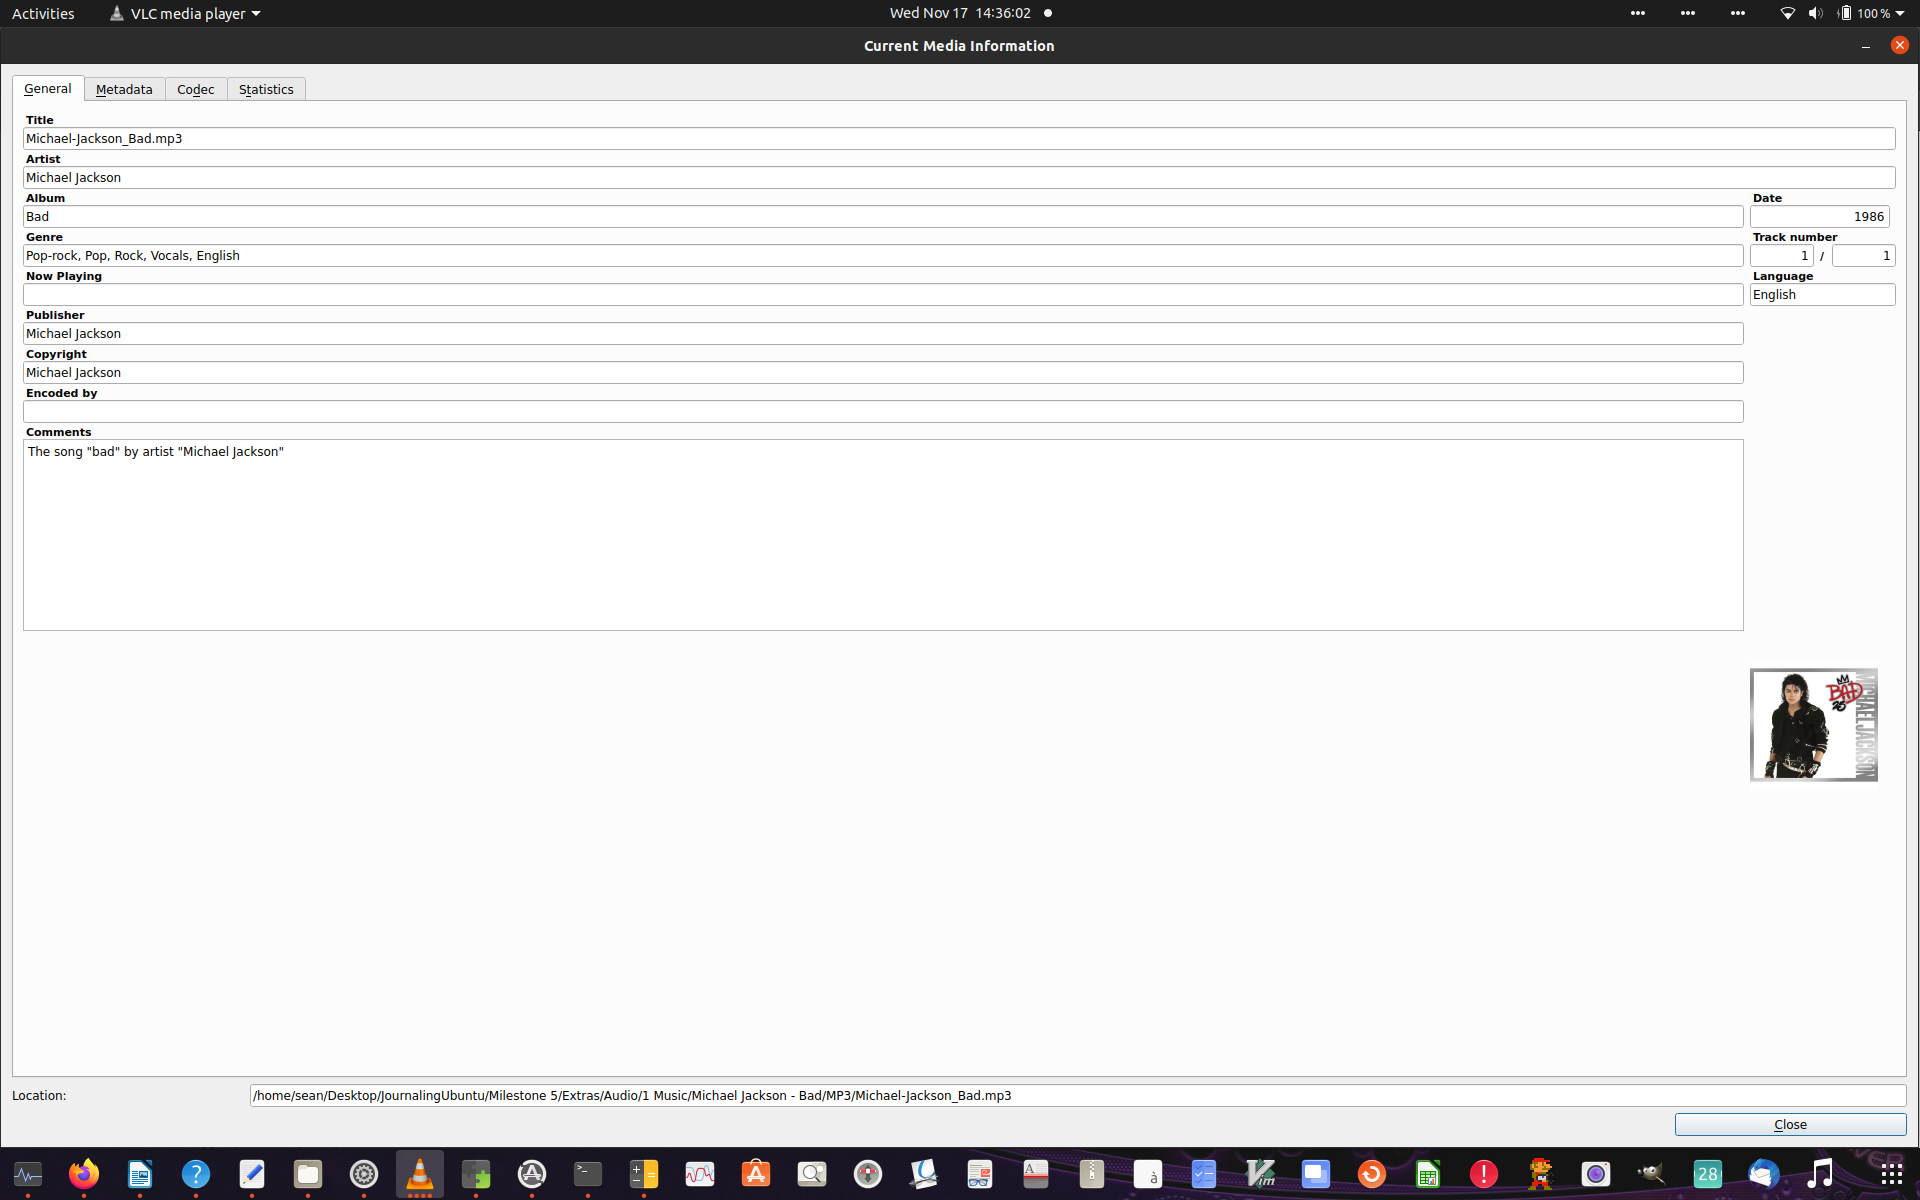 Activities
VLC media player
Wed Nov 17 14:36:02
100 %
Current Media Information
General
Metadata
Codec
Statistics
Title
Michael-Jackson_Bad.mp3
Artist
Michael Jackson
Album
Date
Bad
1986
Genre
Track number
Pop-rock, Pop, Rock, Vocals, English
1 / 1
Now Playing
Language
English
Publisher
Michael Jackson
Copyright
Michael Jackson
Encoded by
Comments
The song "bad" by artist "Michael Jackson"
BAD
25
MICHAEL JACKSON
Location:
/home/sean/Desktop/JournalingUbuntu/Milestone 5/Extras/Audio/1 Music/Michael Jackson - Bad/MP3/Michael-Jackson_Bad.mp3
Close
Vim
28